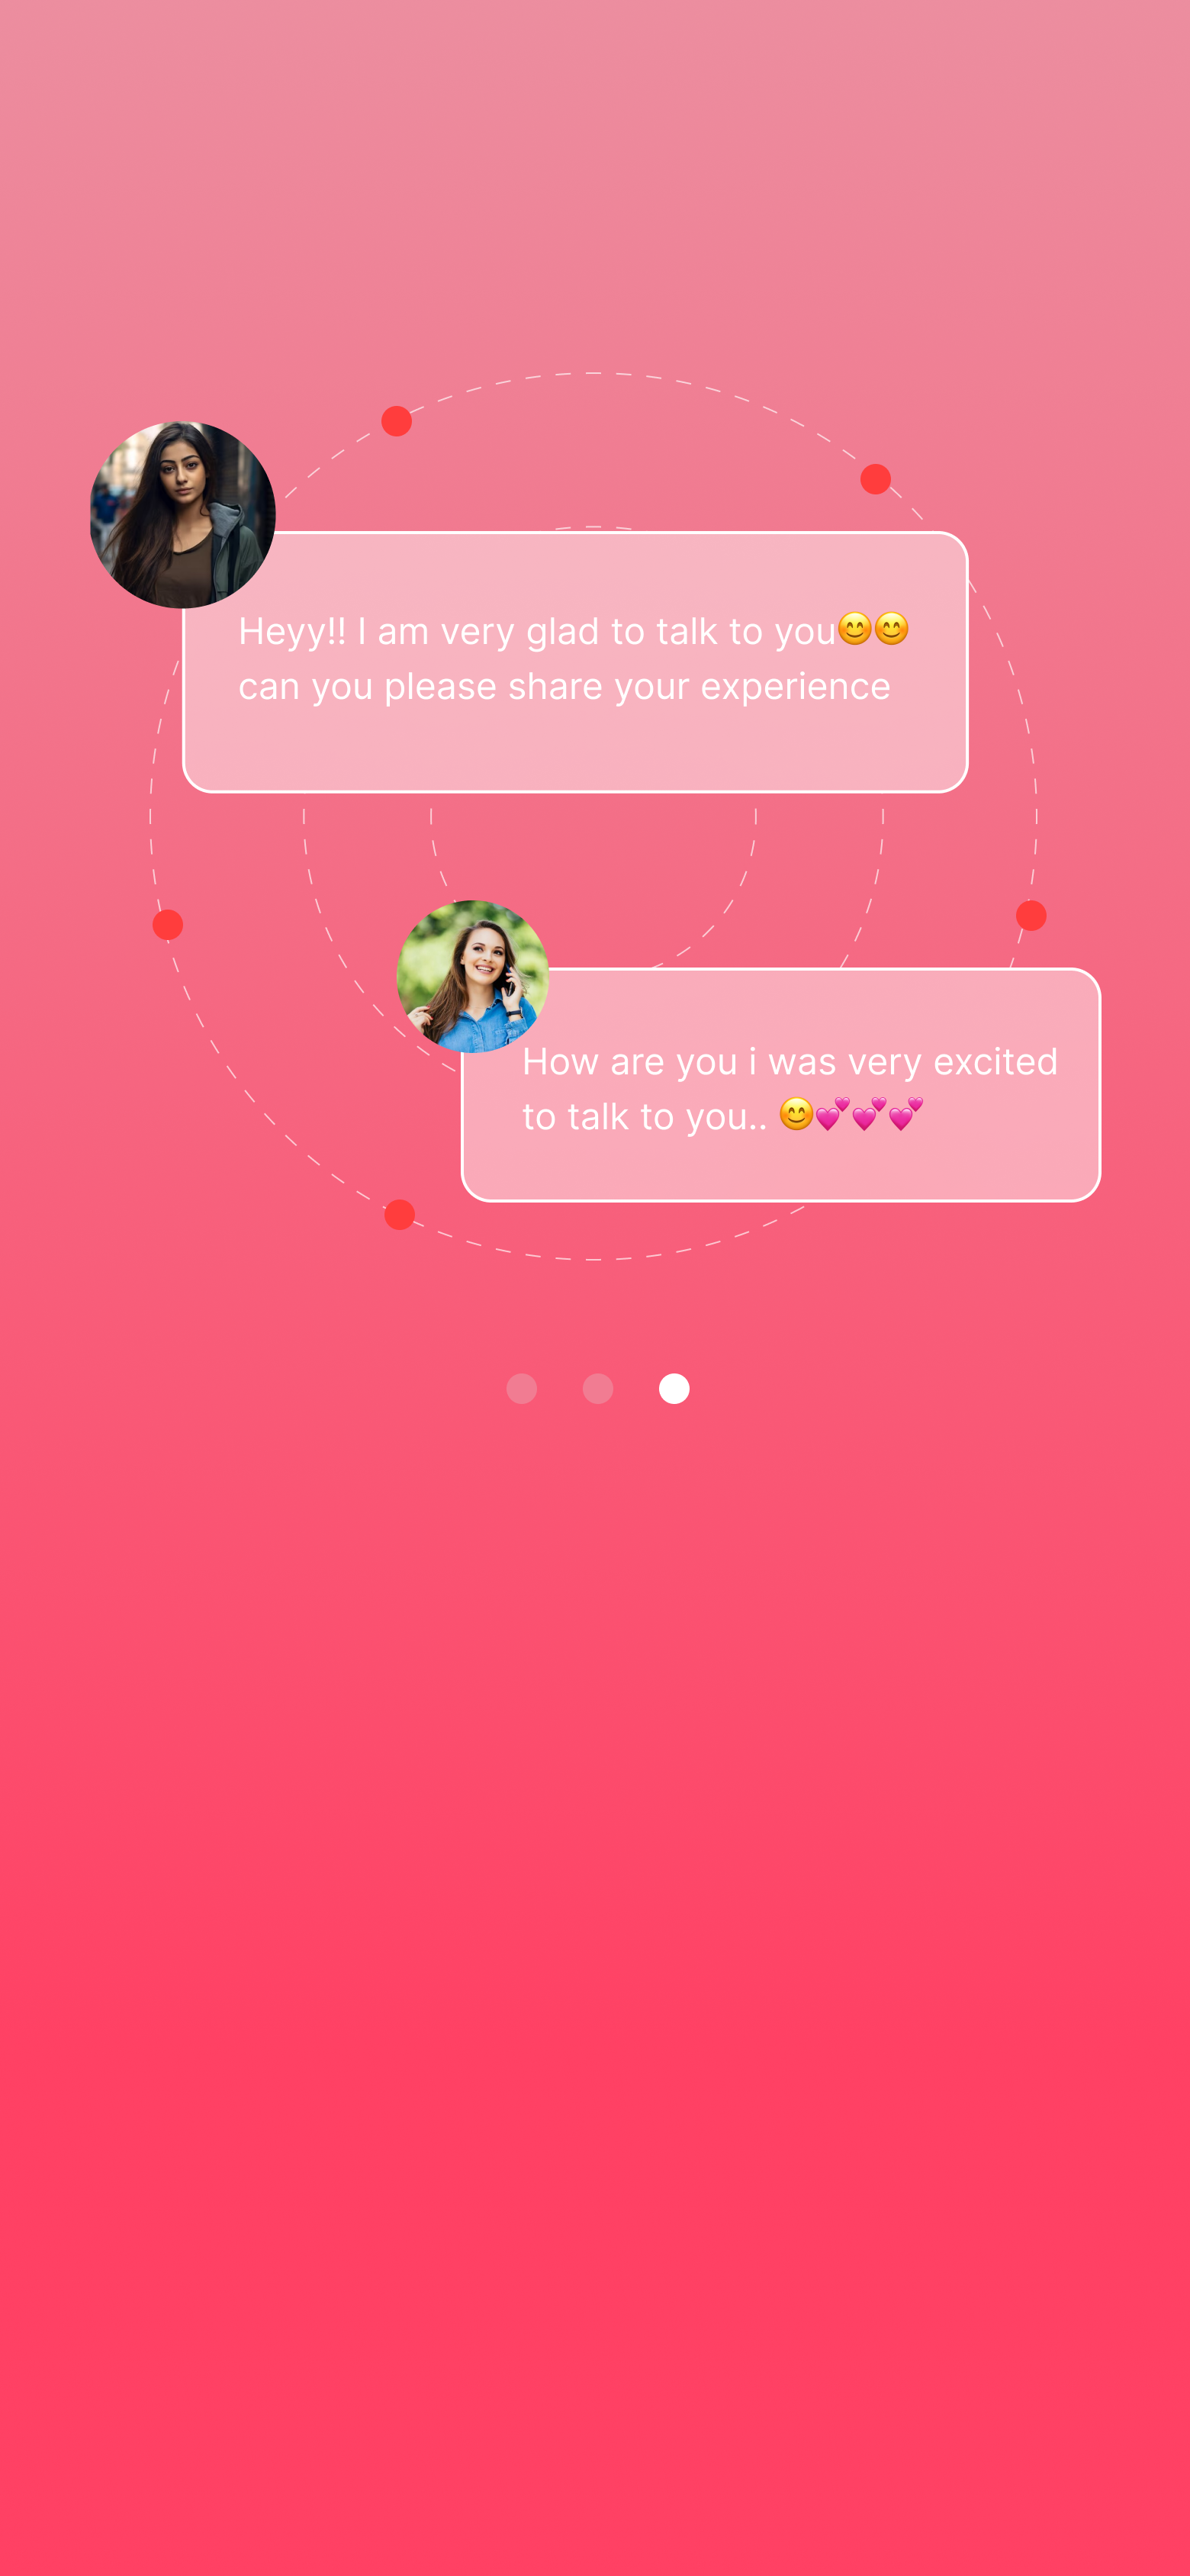 Heyy!! I am very glad to talk to you😊😊
can you please share your experience
How are you i was very excited
to talk to you.. 😊💕💕💕